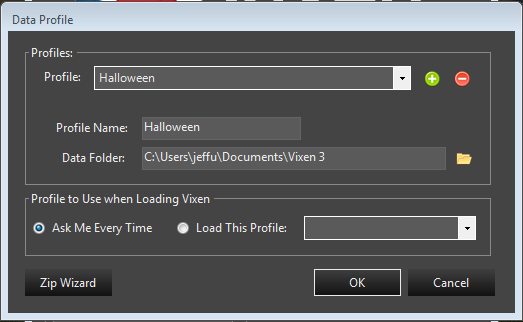 Data Profile
Profiles:
Profile: Halloween
Profile Name: Halloween
Data Folder: C:\Users\jeffu\Documents\Vixen 3
Profile to Use when Loading Vixen
Ask Me Every Time Load This Profile:
Zip Wizard OK Cancel